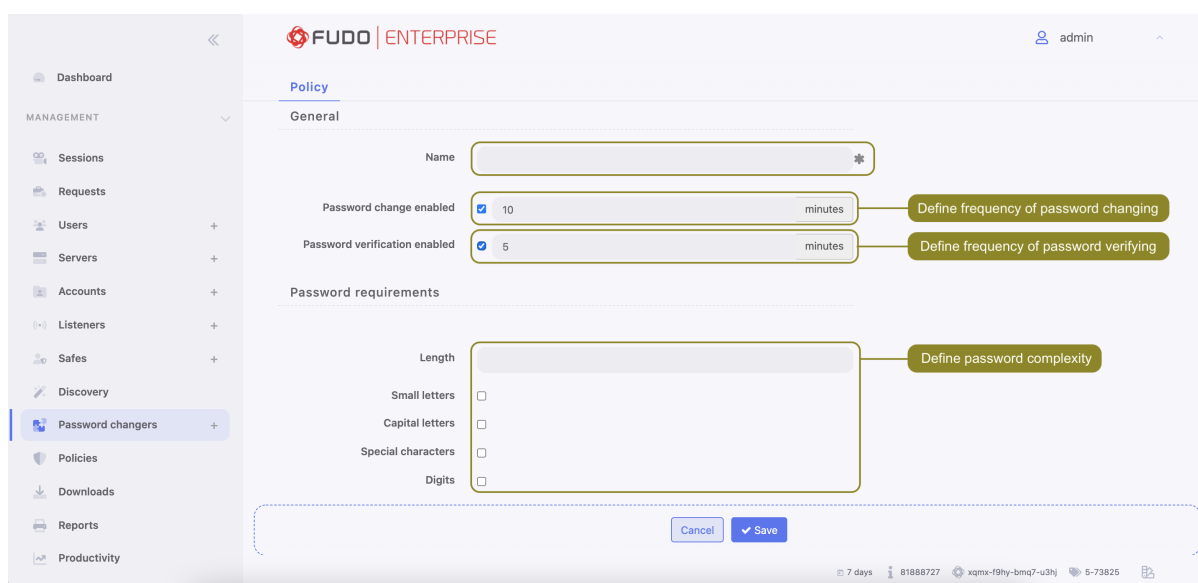 FUDO ENTERPRISE
admin
Dashboard
MANAGEMENT
Sessions
Requests
Users +
Servers +
Accounts +
Listeners +
Safes +
Discovery
Password changers +
Policies
Downloads
Reports
Productivity
Policy
General
Name *
Password change enabled 10 minutes Define frequency of password changing
Password verification enabled 5 minutes Define frequency of password verifying
Password requirements
Length Define password complexity
Small letters
Capital letters
Special characters
Digits
Cancel Save
7 days 81888727 xqmx-f9hy-bmq7-u3hj 5-73825